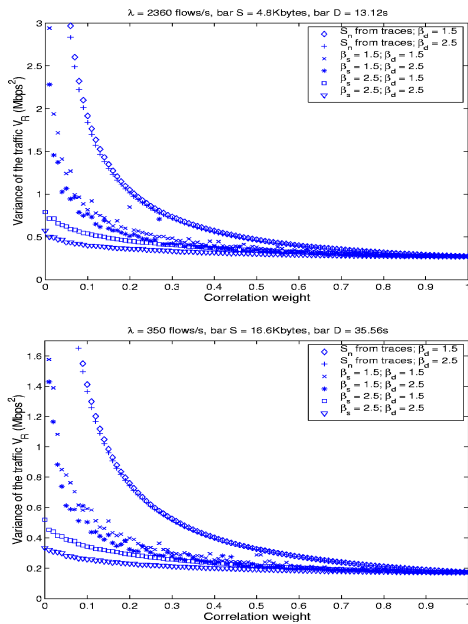 λ = 2360 flows/s, bar S = 4.8Kbytes, bar D = 13.12s
Variance of the traffic V_R (Mbps²)
3
2.5
2
1.5
1
0.5
0
S_n from traces; β_d = 1.5
S_n from traces; β_d = 2.5
β_s = 1.5; β_d = 1.5
β_s = 1.5; β_d = 2.5
β_s = 2.5; β_d = 1.5
β_s = 2.5; β_d = 2.5
0 0.1 0.2 0.3 0.4 0.5 0.6 0.7 0.8 0.9 1
Correlation weight
λ = 350 flows/s, bar S = 16.6Kbytes, bar D = 35.56s
Variance of the traffic V_R (Mbps²)
1.6
1.4
1.2
1
0.8
0.6
0.4
0.2
0
S_n from traces; β_d = 1.5
S_n from traces; β_d = 2.5
β_s = 1.5; β_d = 1.5
β_s = 1.5; β_d = 2.5
β_s = 2.5; β_d = 1.5
β_s = 2.5; β_d = 2.5
0 0.1 0.2 0.3 0.4 0.5 0.6 0.7 0.8 0.9 1
Correlation weight